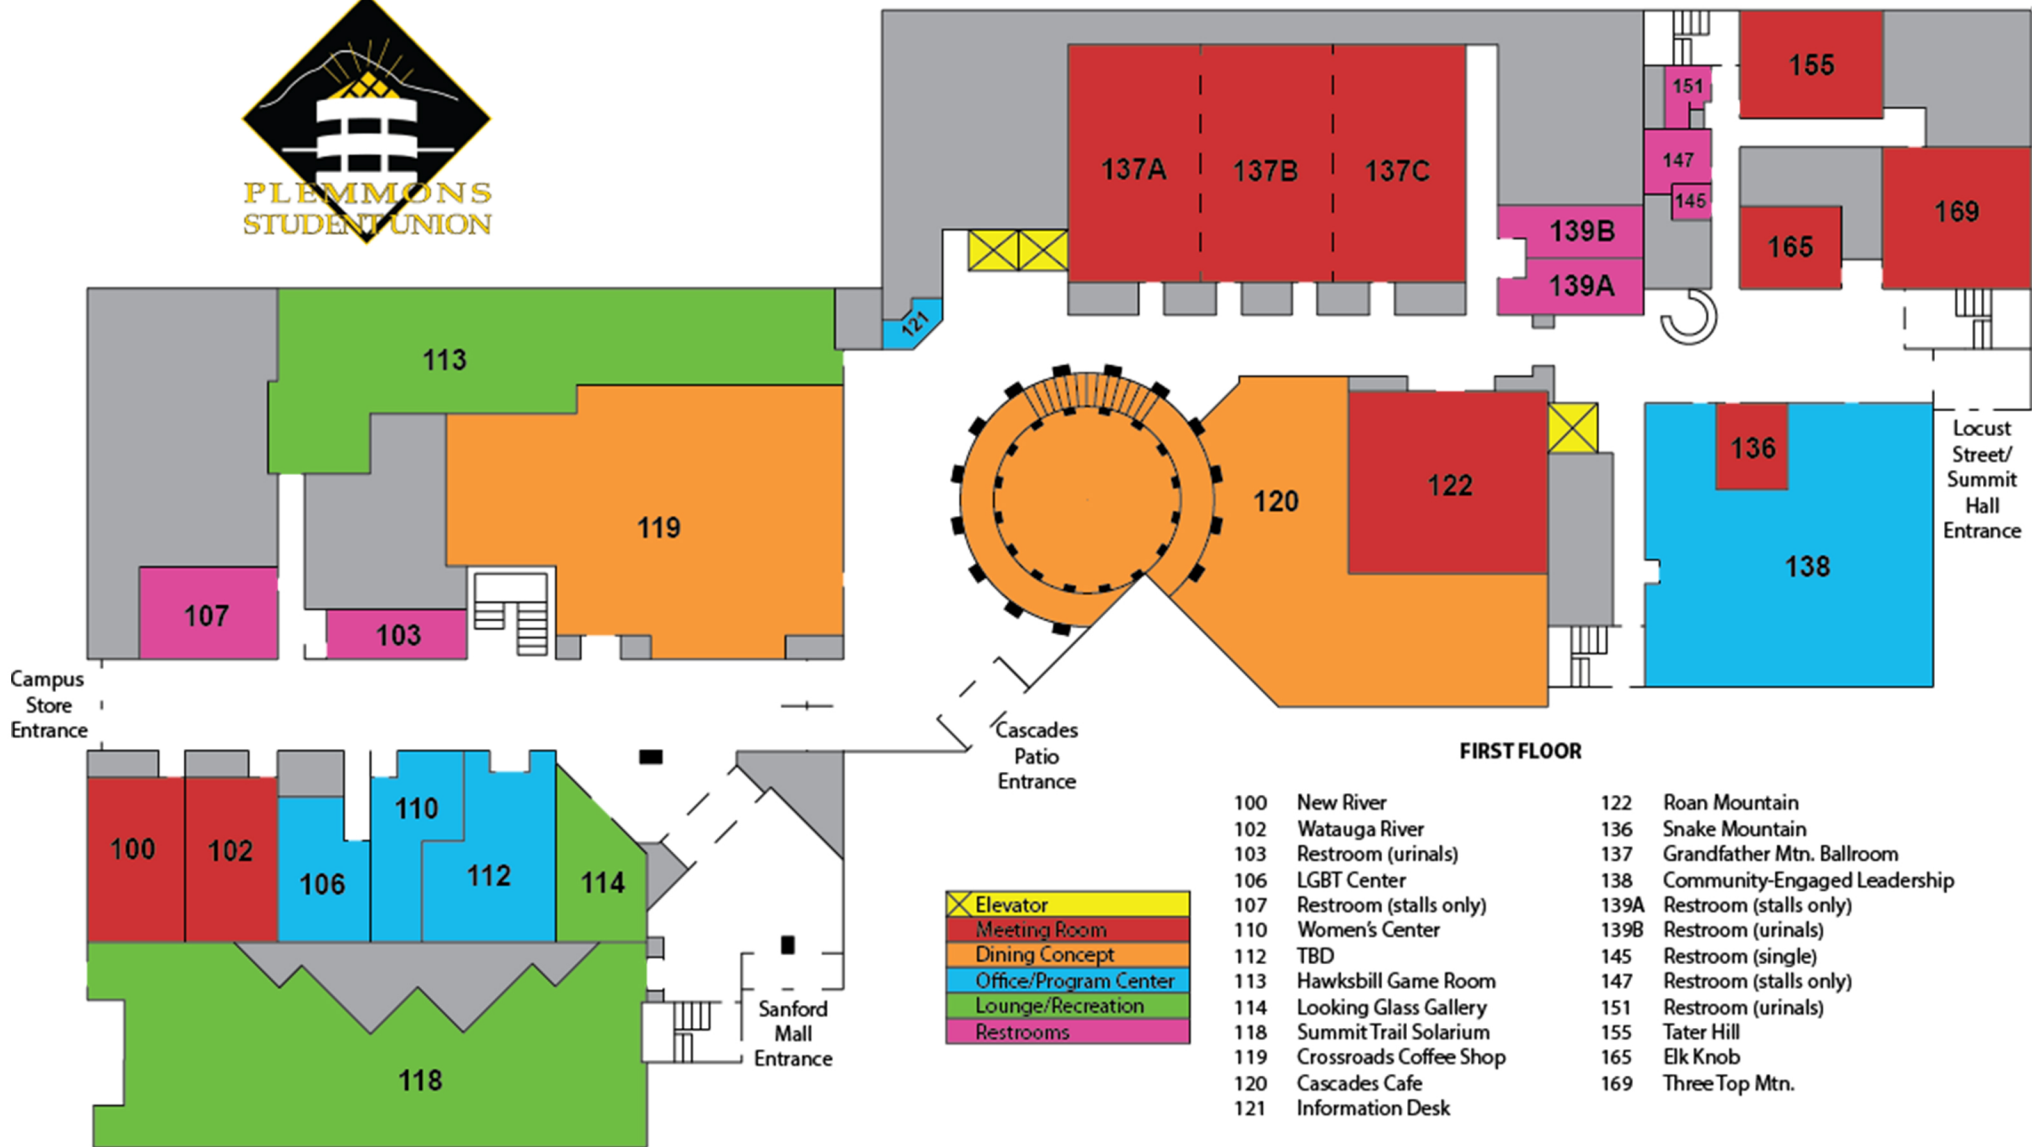 PLEMMONS
STUDENT UNION
155
151
137A
137B
137C
147
145
169
139B
165
139A
121
113
136
122
120
119
138
107
103
Locust
Street/
Summit
Hall
Entrance
Campus
Store
Entrance
Cascades
Patio
Entrance
100
102
110
106
112
114
118
Sanford
Mall
Entrance
Elevator
Meeting Room
Dining Concept
Office/Program Center
Lounge/Recreation
Restrooms
FIRST FLOOR
100 New River
102 Watauga River
103 Restroom (urinals)
106 LGBT Center
107 Restroom (stalls only)
110 Women's Center
112 TBD
113 Hawksbill Game Room
114 Looking Glass Gallery
118 Summit Trail Solarium
119 Crossroads Coffee Shop
120 Cascades Cafe
121 Information Desk
122 Roan Mountain
136 Snake Mountain
137 Grandfather Mtn. Ballroom
138 Community-Engaged Leadership
139A Restroom (stalls only)
139B Restroom (urinals)
145 Restroom (single)
147 Restroom (stalls only)
151 Restroom (urinals)
155 Tater Hill
165 Elk Knob
169 Three Top Mtn.